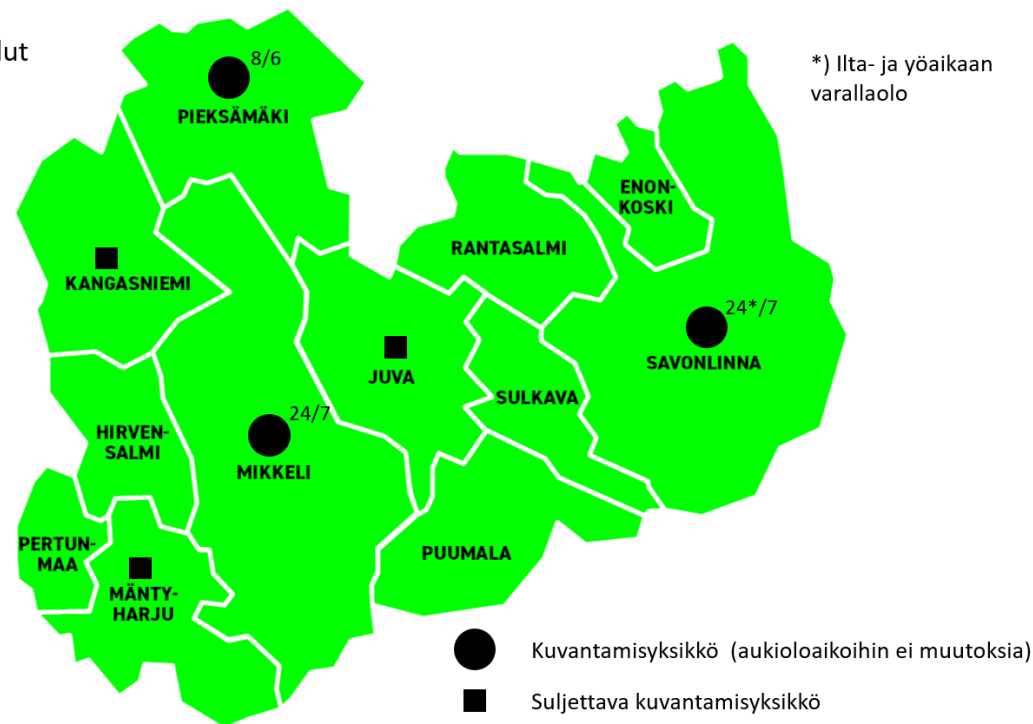 lut
8/6
*) Ilta- ja yöaikaan
varallaolo
PIEKSÄMÄKI
ENON-
KOSKI
RANTASALMI
KANGASNIEMI
24*/7
SAVONLINNA
JUVA
SULKAVA
24/7
HIRVEN-
SALMI
MIKKELI
PERTUN-
MAA
PUUMALA
MÄNTY-
HARJU
Kuvantamisyksikkö (aukioloaikoihin ei muutoksia)
Suljettava kuvantamisyksikkö